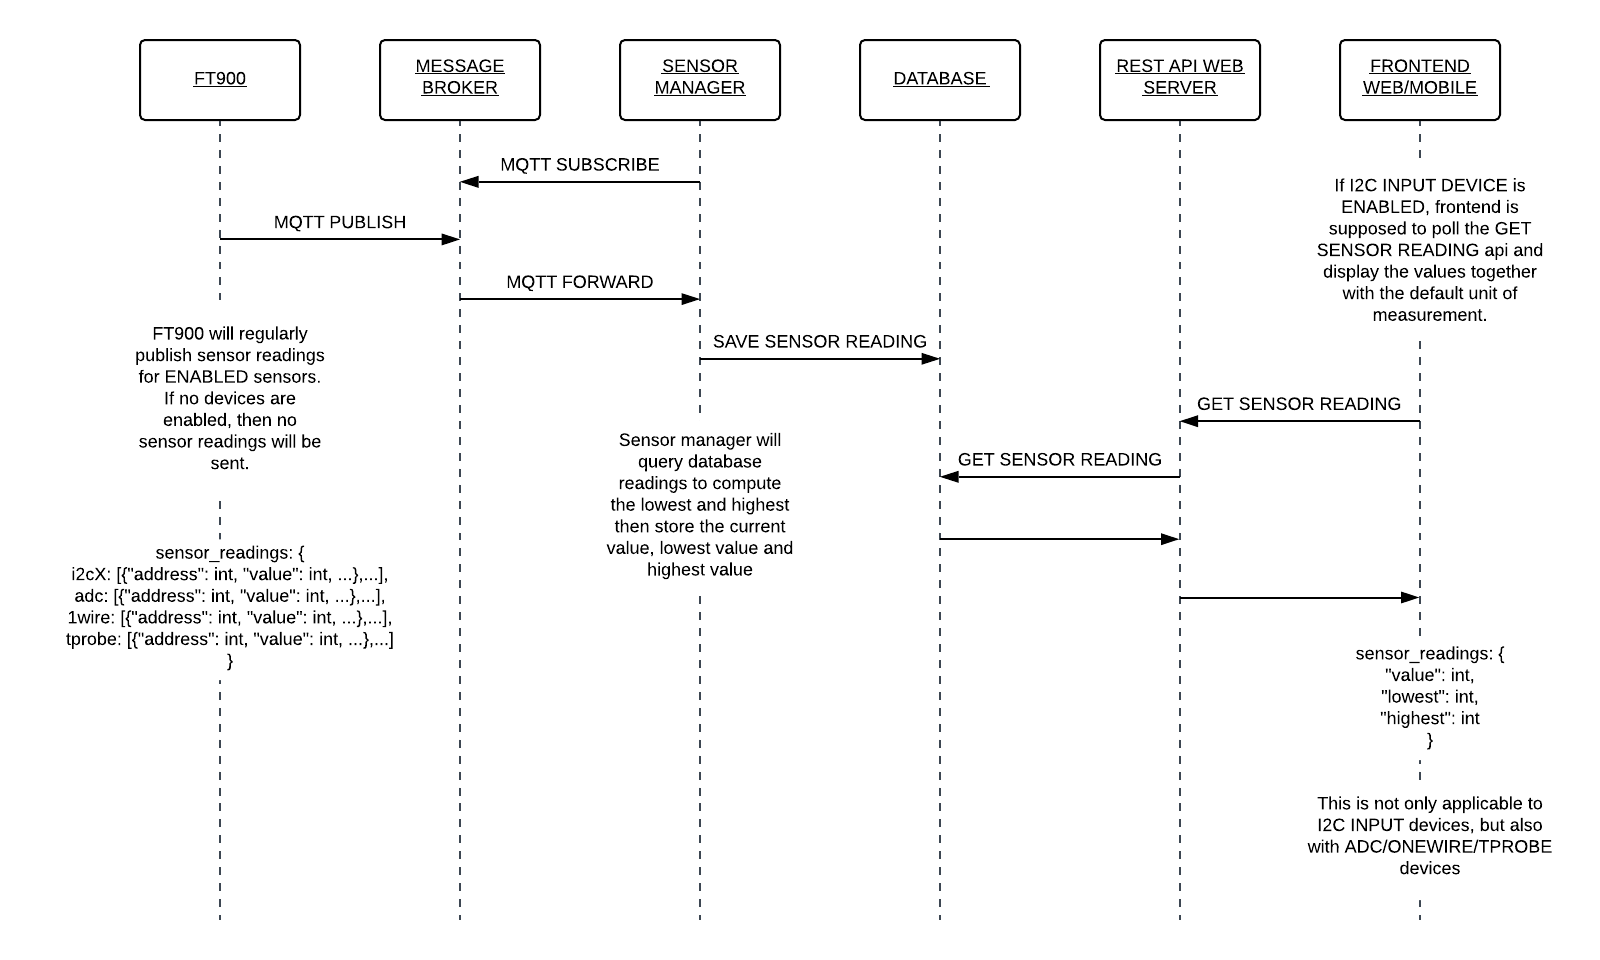 FT900
MESSAGE
BROKER
SENSOR
MANAGER
DATABASE
REST API WEB
SERVER
FRONTEND
WEB/MOBILE
MQTT SUBSCRIBE
MQTT PUBLISH
MQTT FORWARD
SAVE SENSOR READING
GET SENSOR READING
GET SENSOR READING
If I2C INPUT DEVICE is
ENABLED, frontend is
supposed to poll the GET
SENSOR READING api and
display the values together
with the default unit of
measurement.
FT900 will regularly
publish sensor readings
for ENABLED sensors.
If no devices are
enabled, then no
sensor readings will be
sent.
Sensor manager will
query database
readings to compute
the lowest and highest
then store the current
value, lowest value and
highest value
sensor_readings: {
i2cX: [{"address": int, "value": int, ...},...],
adc: [{"address": int, "value": int, ...},...],
1wire: [{"address": int, "value": int, ...},...],
tprobe: [{"address": int, "value": int, ...},...]
}
sensor_readings: {
"value": int,
"lowest": int,
"highest": int
}
This is not only applicable to
I2C INPUT devices, but also
with ADC/ONEWIRE/TPROBE
devices